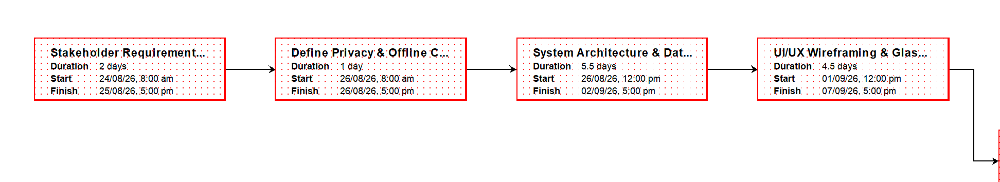 Stakeholder Requirement...
Duration 2 days
Start 24/08/26, 8:00 am
Finish 25/08/26, 5:00 pm
Define Privacy & Offline C...
Duration 1 day
Start 26/08/26, 8:00 am
Finish 26/08/26, 5:00 pm
System Architecture & Dat...
Duration 5.5 days
Start 26/08/26, 12:00 pm
Finish 02/09/26, 5:00 pm
UI/UX Wireframing & Glas...
Duration 4.5 days
Start 01/09/26, 12:00 pm
Finish 07/09/26, 5:00 pm